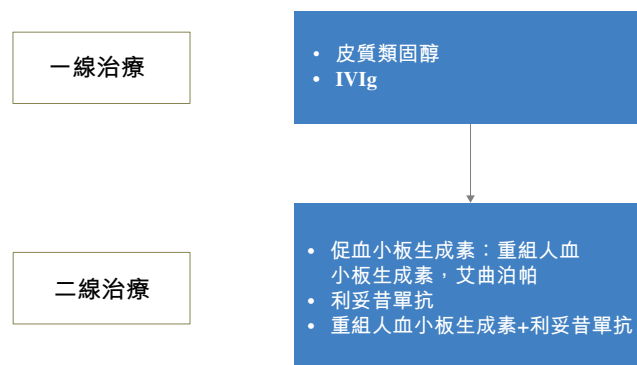 一線治療
• 皮質類固醇
• IVIg
二線治療
• 促血小板生成素：重組人血
小板生成素，艾曲泊帕
• 利妥昔單抗
• 重組人血小板生成素+利妥昔單抗